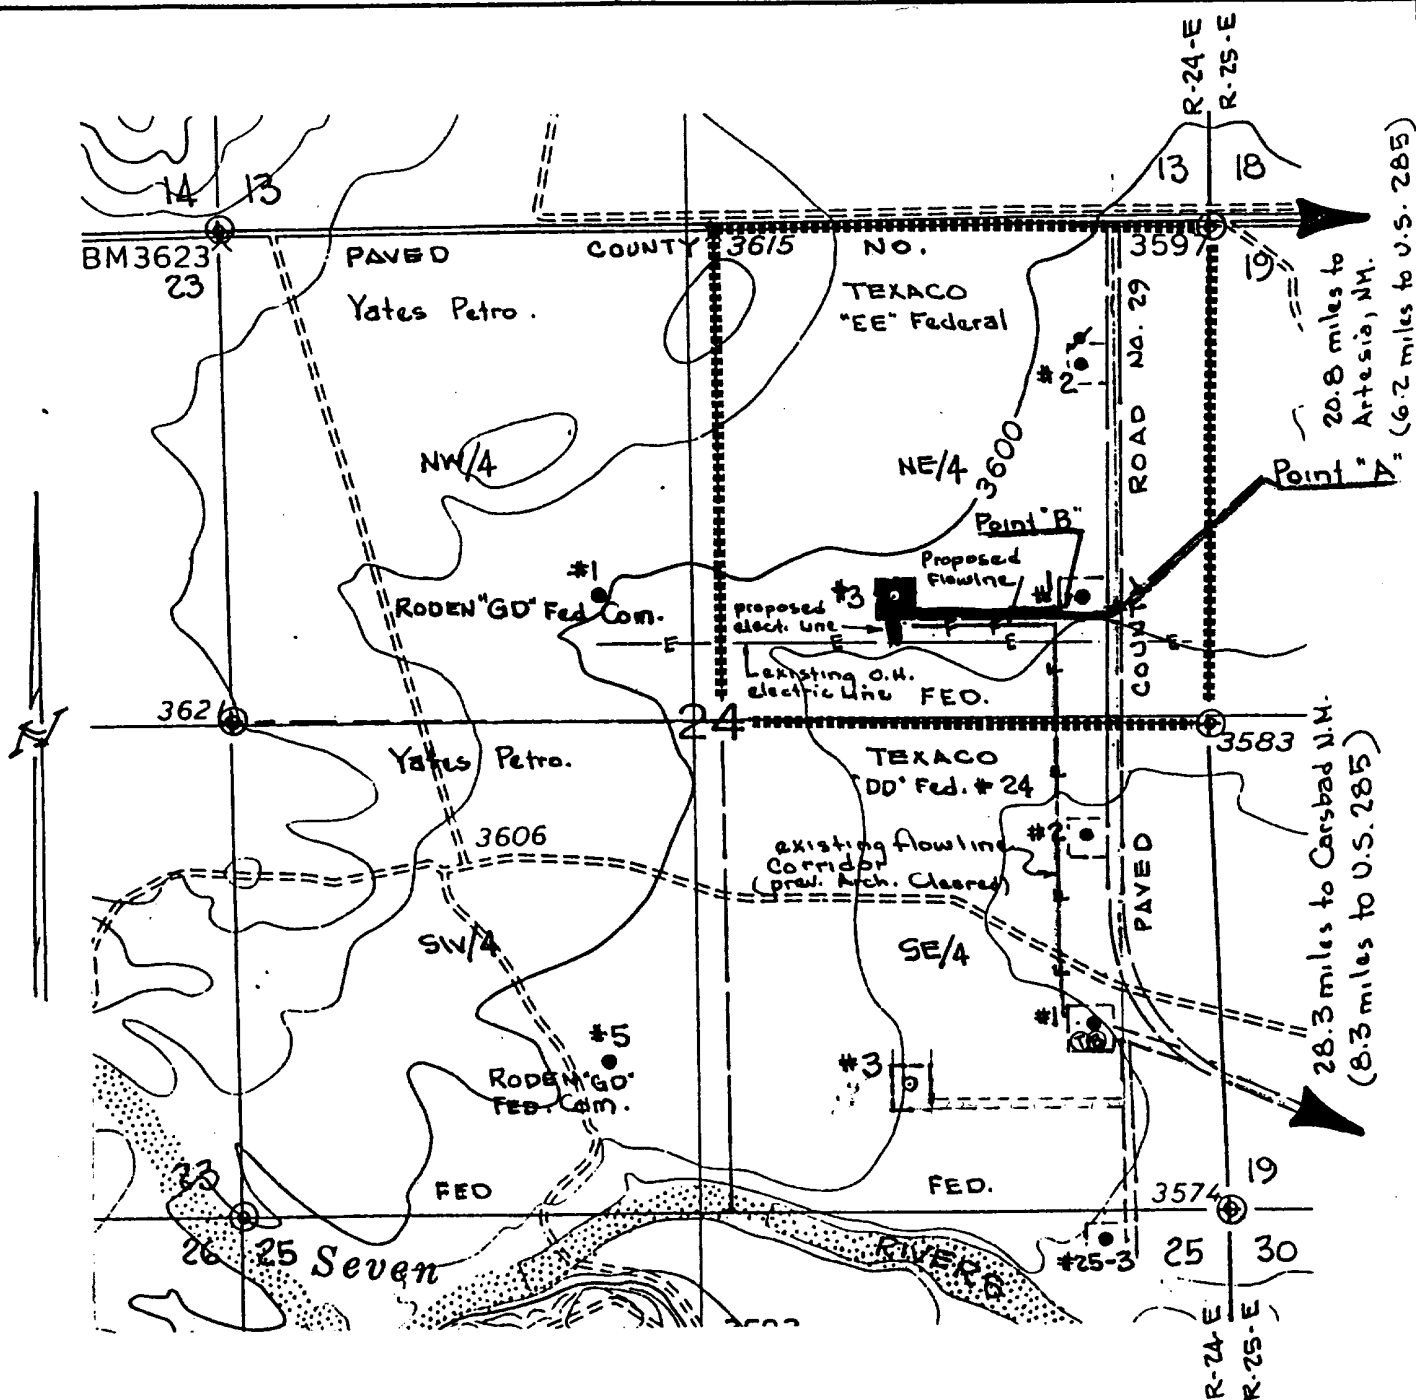 R-24-E
R-25-E
14 13
13 18
BM3623
23
PAVED COUNTY
3615
NO.
3597
19
Yates Petro.
TEXACO
"EE" Federal
#2
ROAD NO. 29
20.8 miles to
Artesia, NM.
(6.2 miles to U.S. 285)
NW/4
NE/4
3600
Point "A"
Point "B"
Proposed
Flowline
#1
#3
#1
RODEN "GD" Fed Com.
proposed
elect. line
E E E E
existing O.H.
electric line
FED.
COUNTY
3621
24
3583
Yates Petro.
TEXACO
"DD" Fed. #24
3606
#2
existing flowline
Corridor
(prev. Arch. Cleared)
PAVED
28.3 miles to Carsbad N.M.
(8.3 miles to U.S. 285)
SW/4
SE/4
#1
TB
#5
#3
RODEN "GD"
FED. Com.
23
FED
FED.
3574
19
26 25
Seven
RIVERS
#25-3
25 30
R-24-E
R-25-E